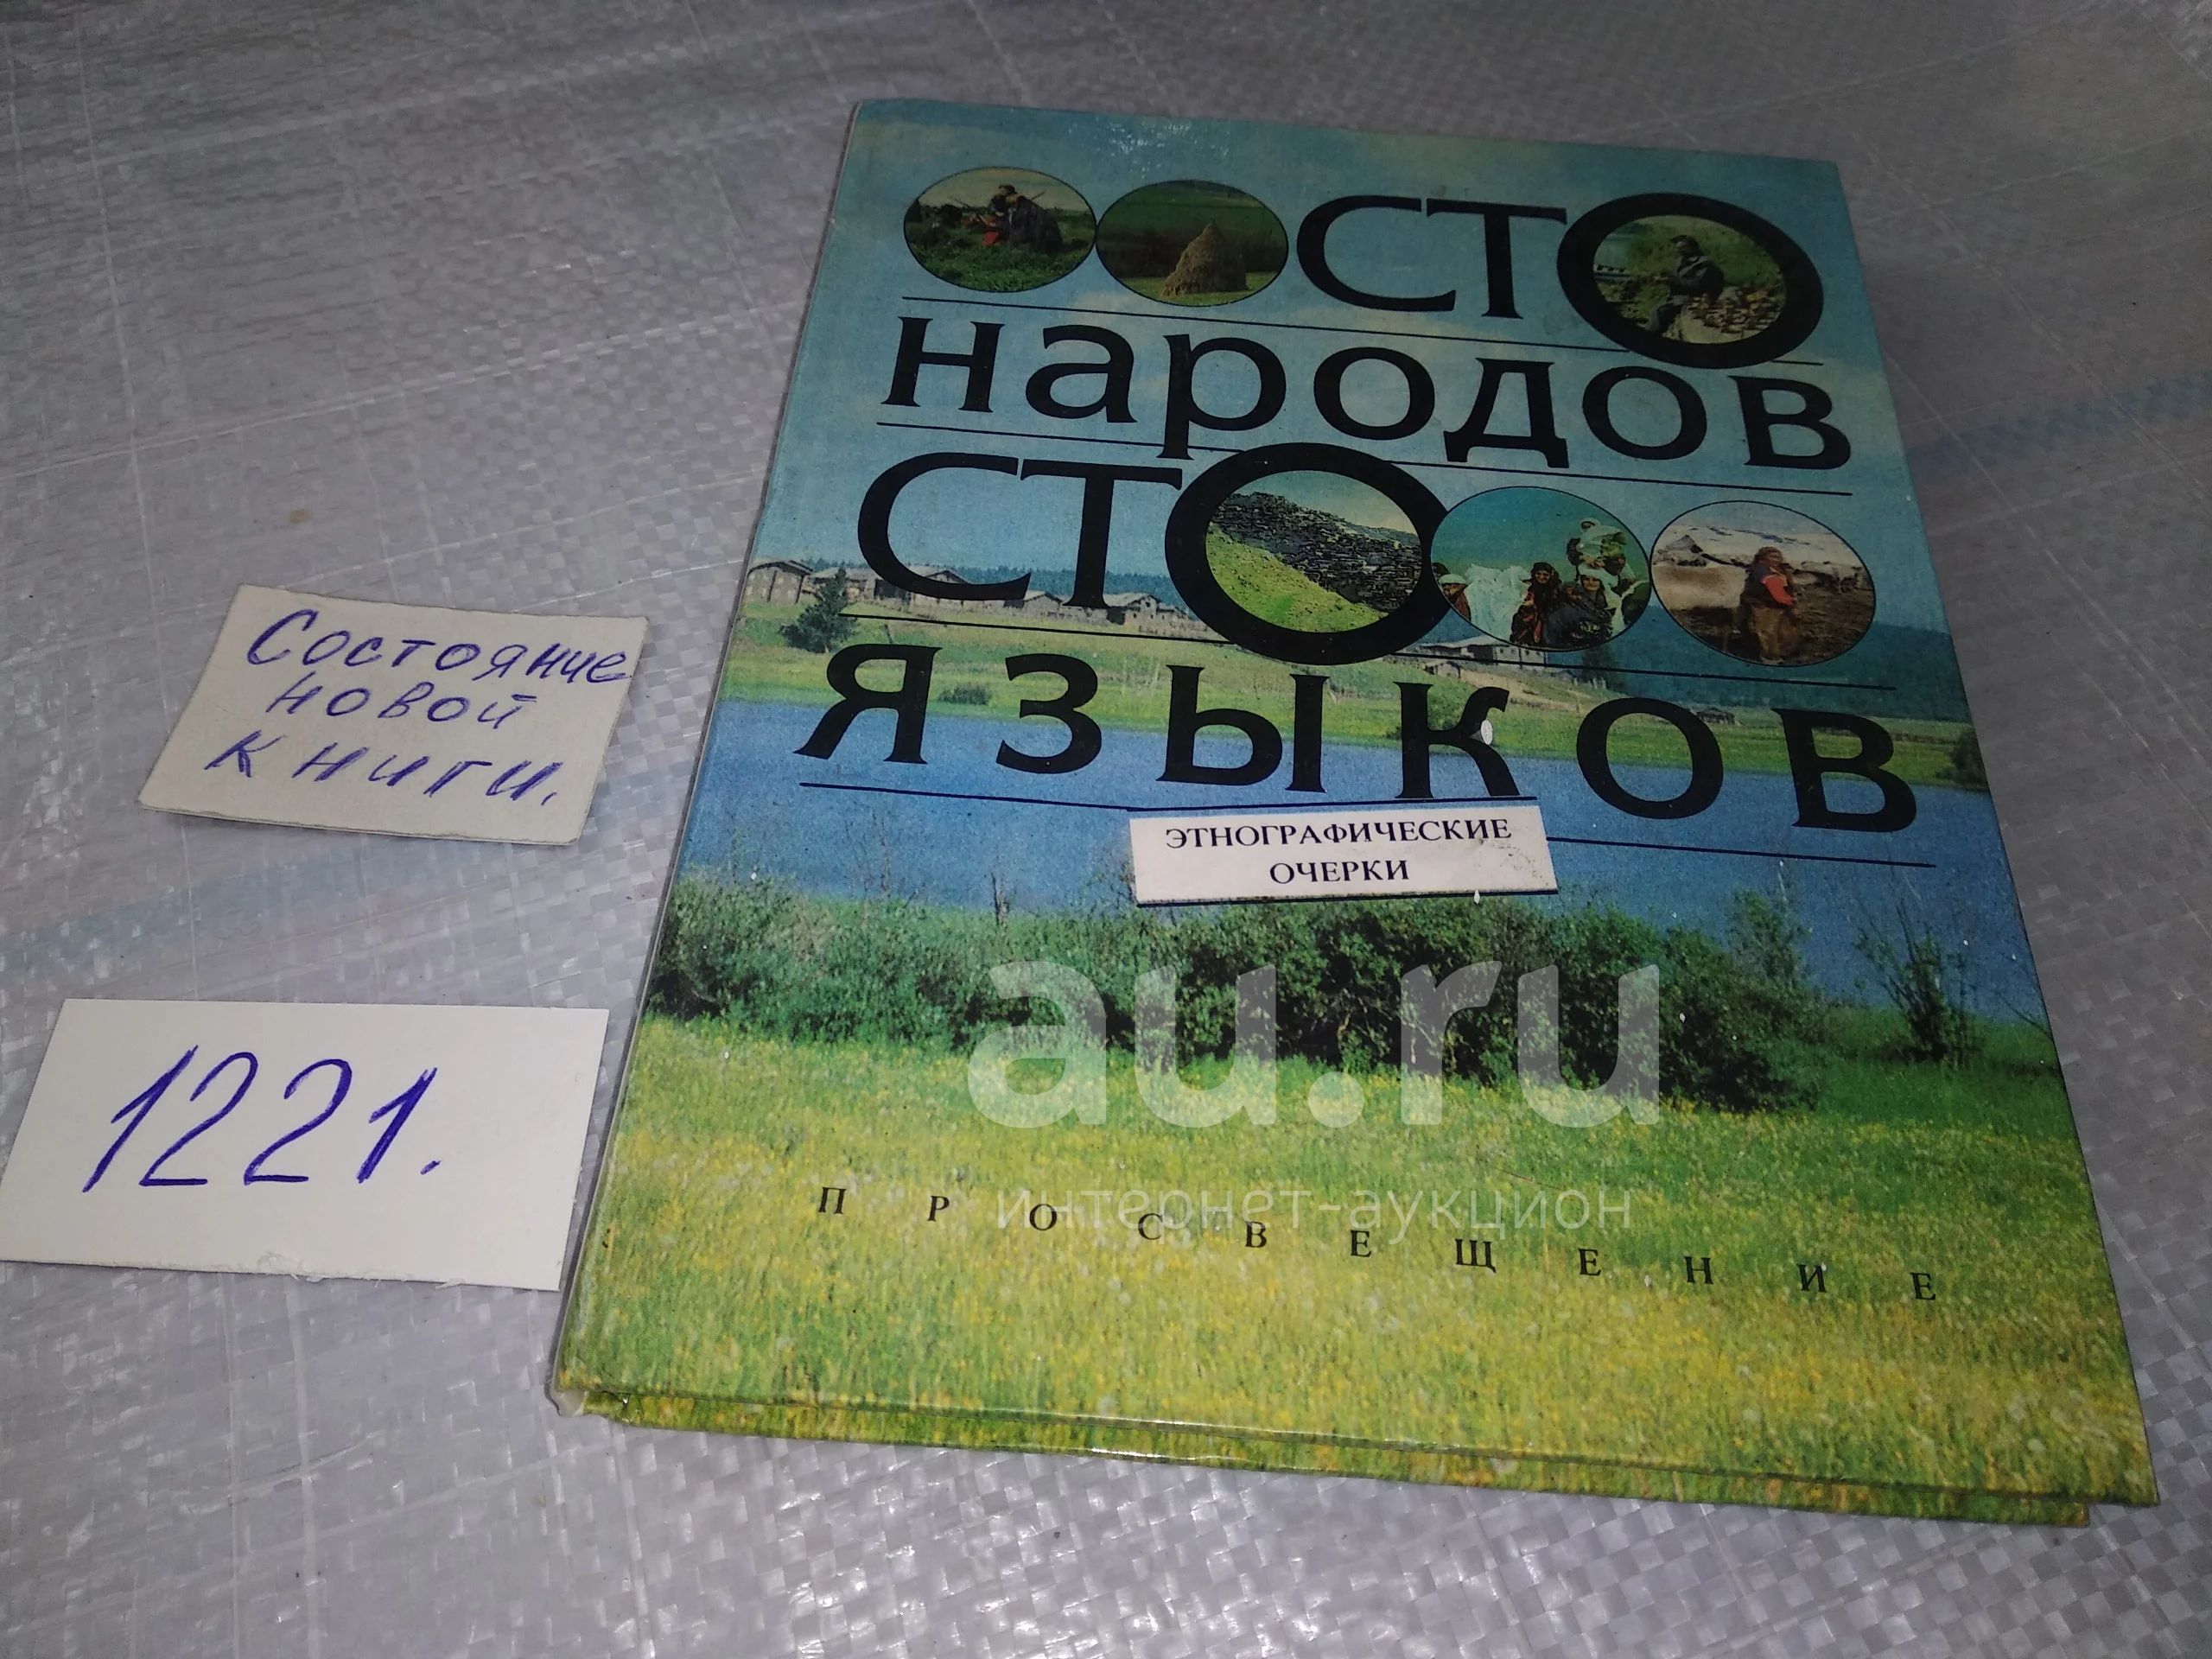 СТО
народов
СТО
языков
ЭТНОГРАФИЧЕСКИЕ
ОЧЕРКИ
ПРОСВЕЩЕНИЕ
Состояние
новой
книги.
1221.
au.ru
интернет-аукцион